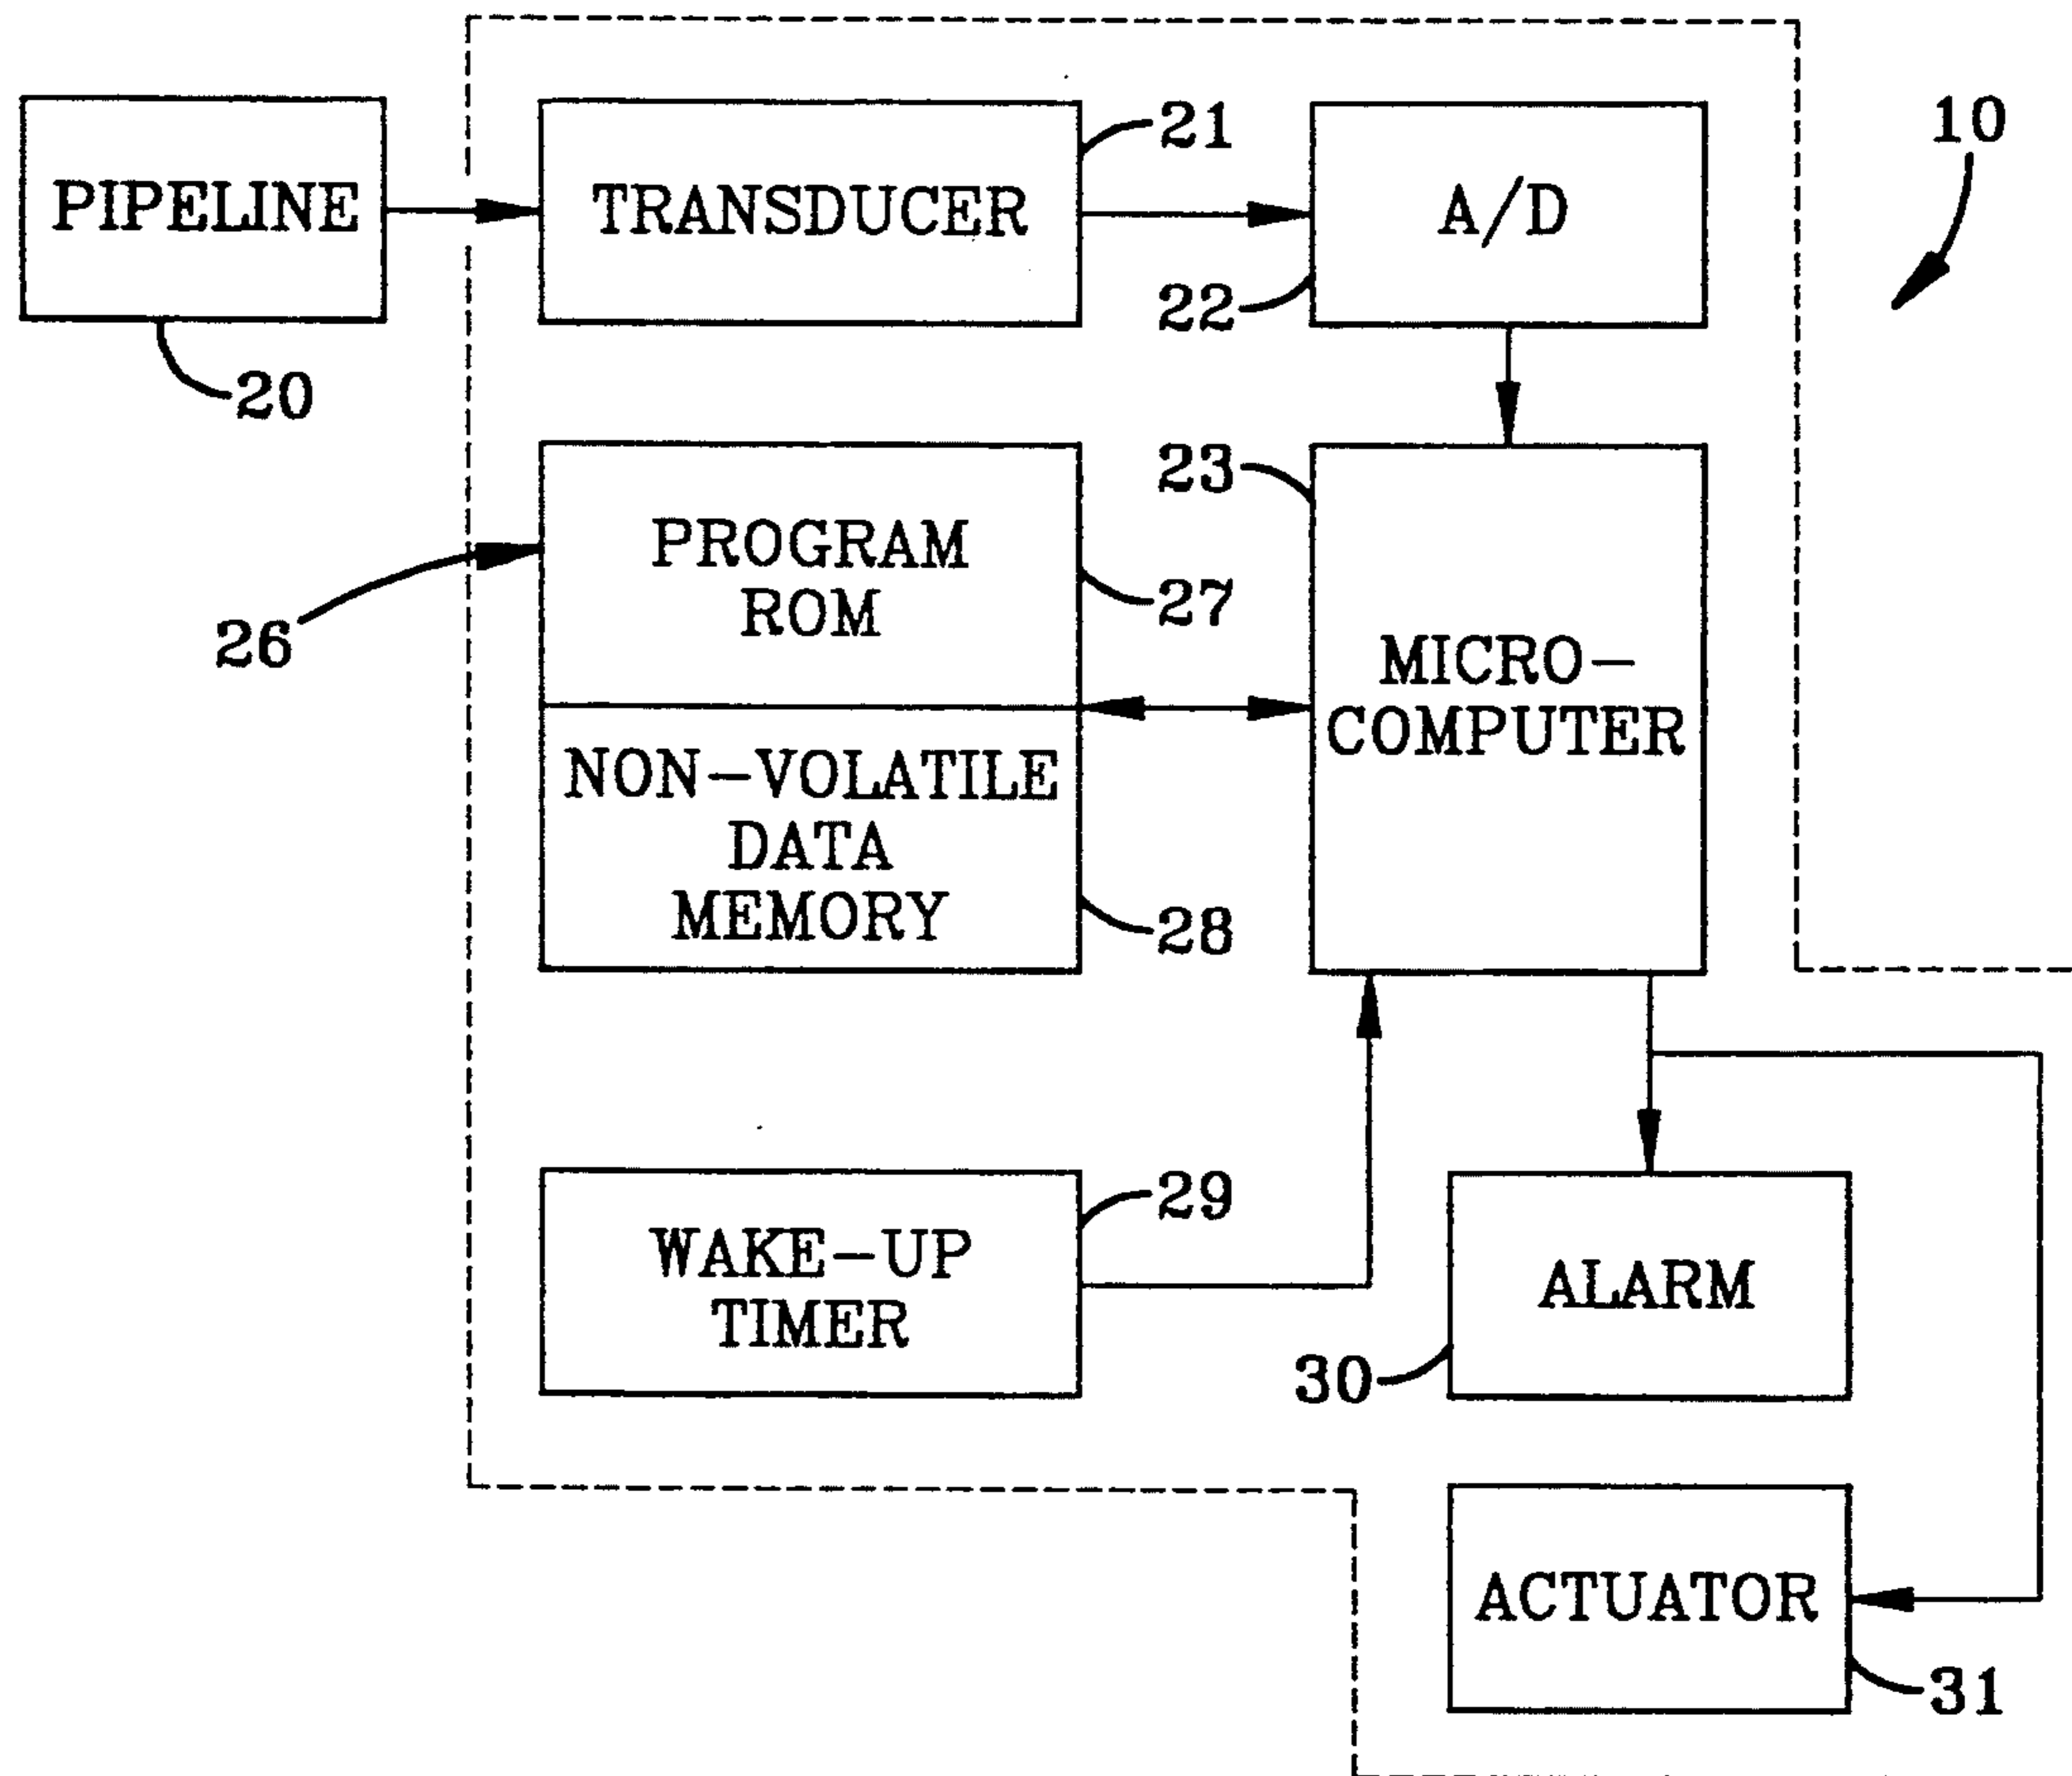 PIPELINE
20
TRANSDUCER
21
A/D
22
10
26
PROGRAM
ROM
27
NON-VOLATILE
DATA
MEMORY
28
23
MICRO-
COMPUTER
WAKE-UP
TIMER
29
ALARM
30
ACTUATOR
31